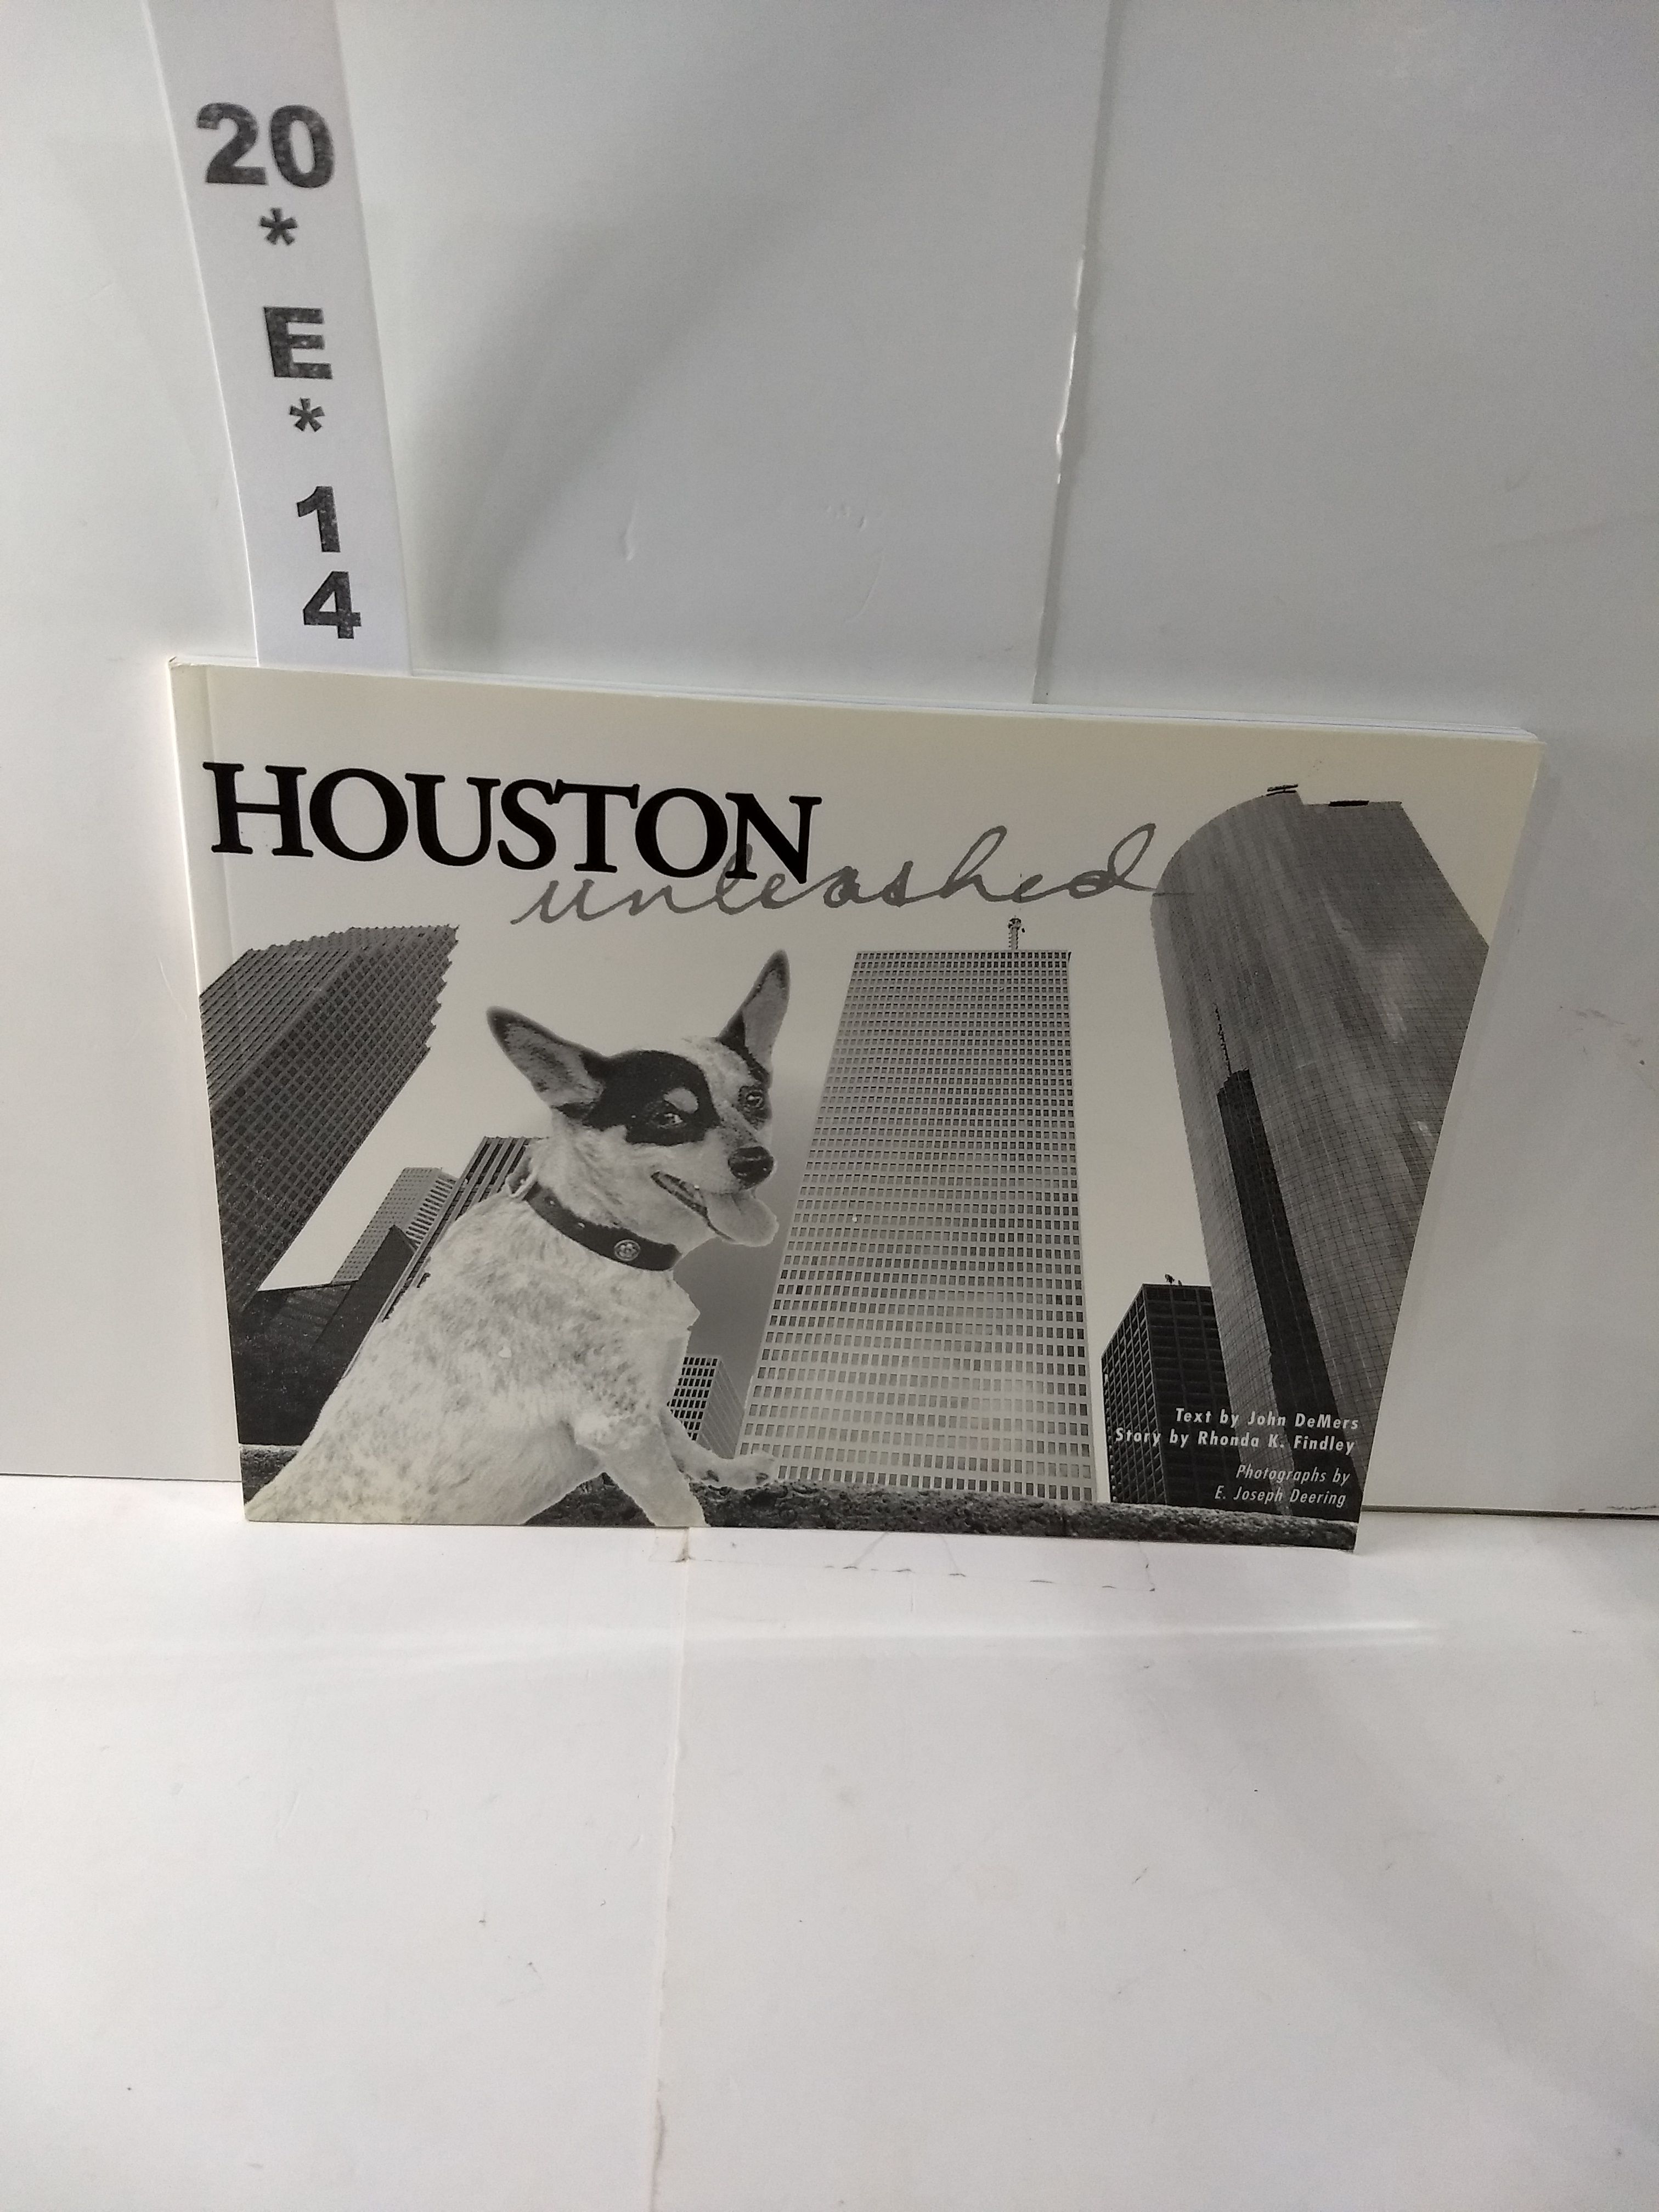 20
*
E
*
1
4
HOUSTON
unleashed
Text by John DeMers
Story by Rhonda K. Findley
Photographs by
E. Joseph Deering